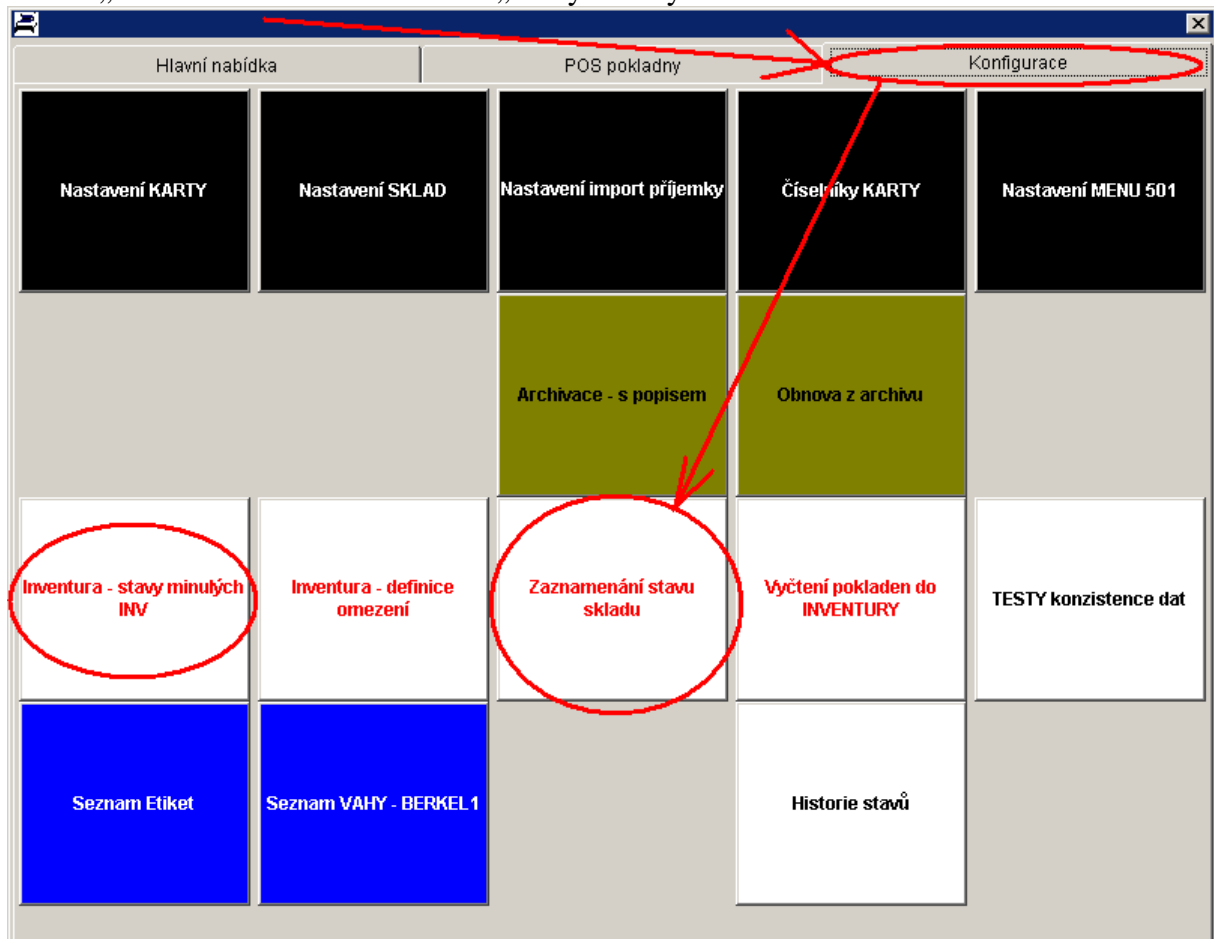 Hlavní nabídka
POS pokladny
Konfigurace
Nastavení KARTY
Nastavení SKLAD
Nastavení import příjemky
Číselníky KARTY
Nastavení MENU 501
Archivace - s popisem
Obnova z archivu
Inventura - stavy minulých
INV
Inventura - definice
omezení
Zaznamenání stavu
skladu
Vyčtení pokladen do
INVENTURY
TESTY konzistence dat
Seznam Etiket
Seznam VAHY - BERKEL1
Historie stavů